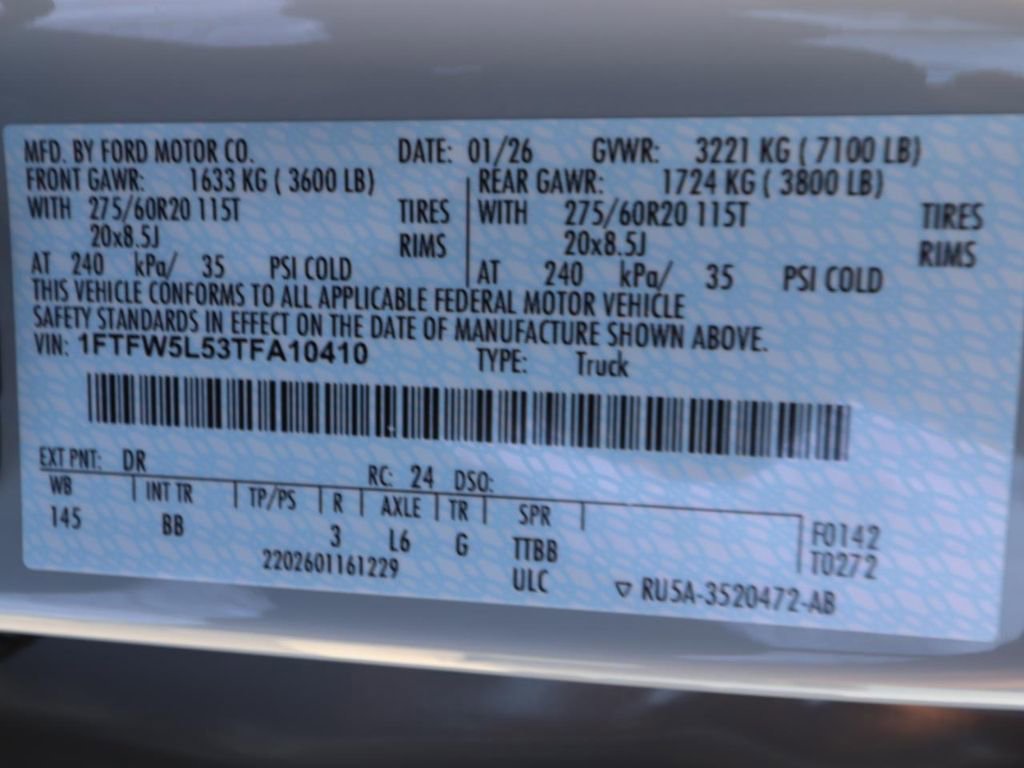 MFD. BY FORD MOTOR CO. DATE: 01/26 GVWR: 3221 KG ( 7100 LB)
FRONT GAWR: 1633 KG ( 3600 LB) REAR GAWR: 1724 KG ( 3800 LB)
WITH 275/60R20 115T TIRES WITH 275/60R20 115T TIRES
20x8.5J RIMS 20x8.5J RIMS
AT 240 kPa/ 35 PSI COLD AT 240 kPa/ 35 PSI COLD
THIS VEHICLE CONFORMS TO ALL APPLICABLE FEDERAL MOTOR VEHICLE
SAFETY STANDARDS IN EFFECT ON THE DATE OF MANUFACTURE SHOWN ABOVE.
VIN: 1FTFW5L53TFA10410 TYPE: Truck
EXT PNT: DR RC: 24 DSO:
WB INT TR TP/PS R AXLE TR SPR
145 BB 3 L6 G TTBB F0142
T0272
2202601161229 ULC ▽ RU5A-3520472-AB